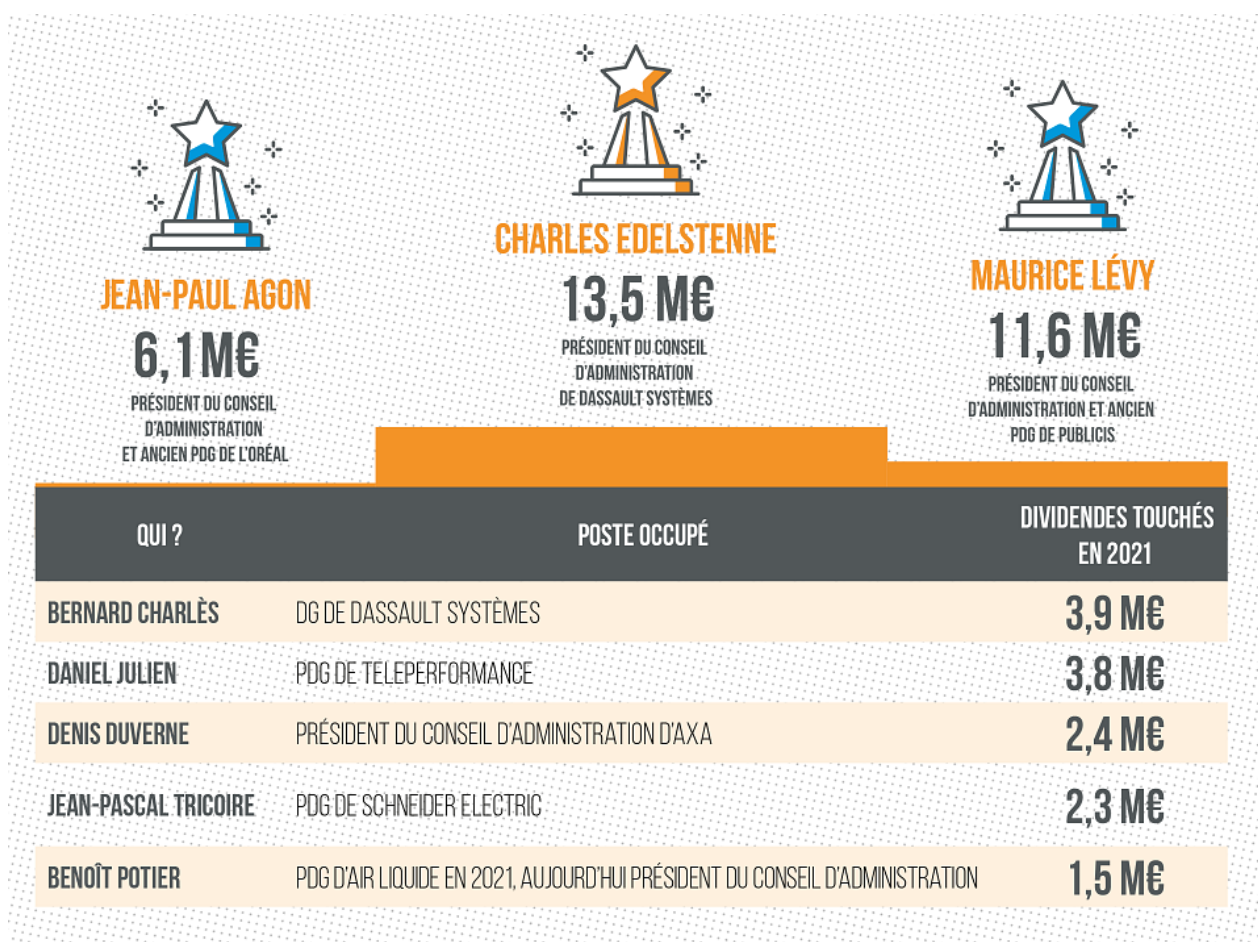 JEAN-PAUL AGON
6,1 M€
PRÉSIDENT DU CONSEIL
D'ADMINISTRATION
ET ANCIEN PDG DE L'ORÉAL
CHARLES EDELSTENNE
13,5 M€
PRÉSIDENT DU CONSEIL
D'ADMINISTRATION
DE DASSAULT SYSTÈMES
MAURICE LÉVY
11,6 M€
PRÉSIDENT DU CONSEIL
D'ADMINISTRATION ET ANCIEN
PDG DE PUBLICIS
QUI ? POSTE OCCUPÉ DIVIDENDES TOUCHÉS
EN 2021
BERNARD CHARLÈS DG DE DASSAULT SYSTÈMES 3,9 M€
DANIEL JULIEN PDG DE TELEPERFORMANCE 3,8 M€
DENIS DUVERNE PRÉSIDENT DU CONSEIL D'ADMINISTRATION D'AXA 2,4 M€
JEAN-PASCAL TRICOIRE PDG DE SCHNEIDER ELECTRIC 2,3 M€
BENOÎT POTIER PDG D'AIR LIQUIDE EN 2021, AUJOURD'HUI PRÉSIDENT DU CONSEIL D'ADMINISTRATION 1,5 M€